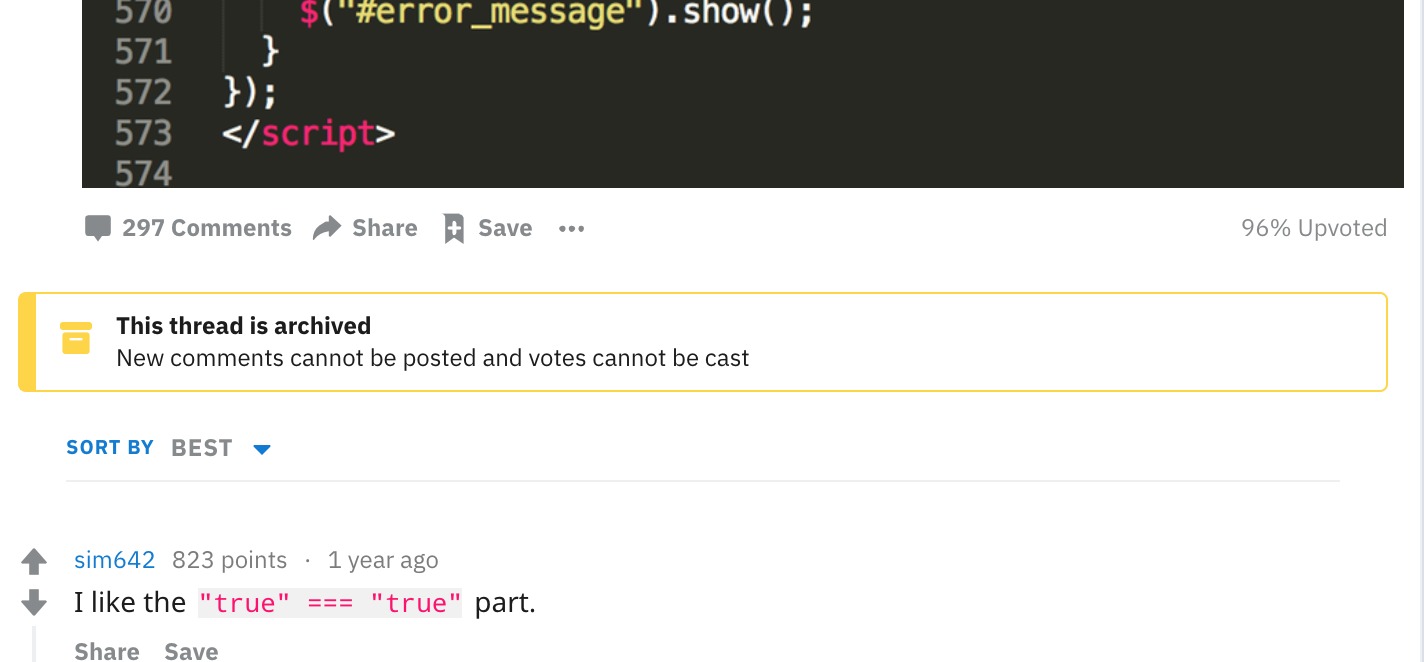 570 $("#error_message").show();
571 }
572 });
573 </script>
574
297 Comments Share Save ••• 96% Upvoted
This thread is archived
New comments cannot be posted and votes cannot be cast
SORT BY BEST
sim642 823 points · 1 year ago
I like the "true" === "true" part.
Share Save